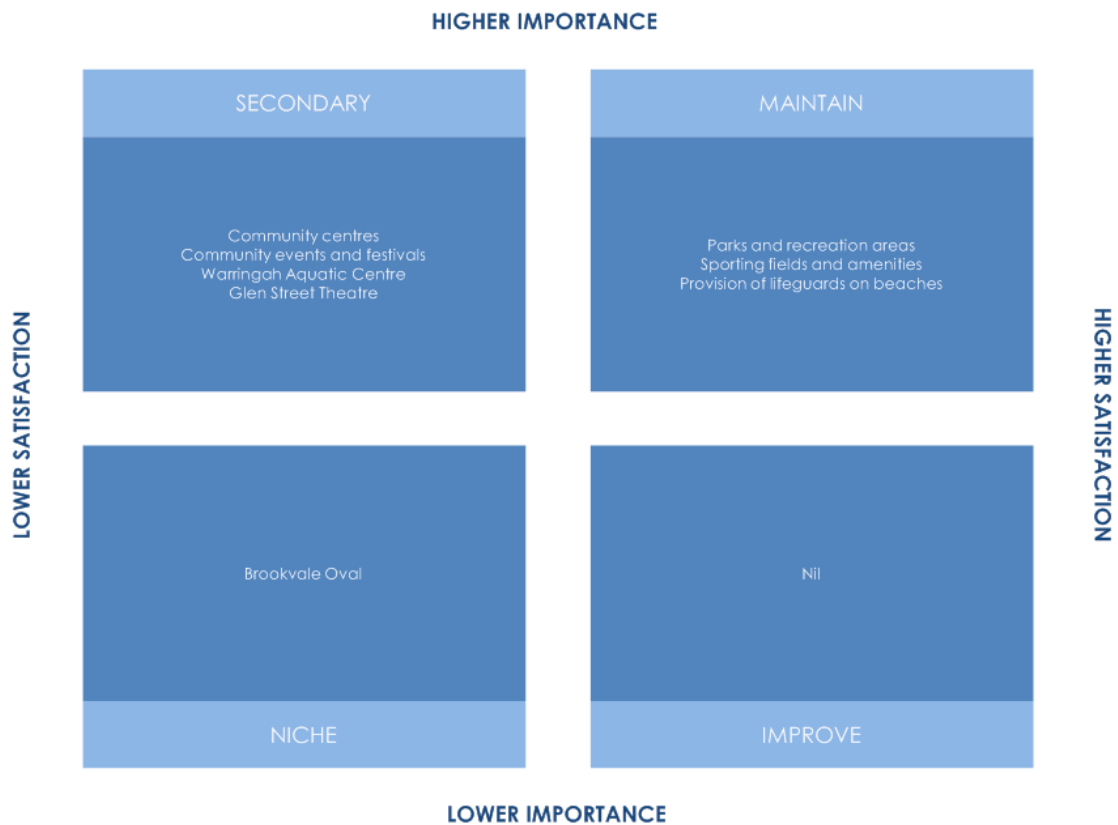 HIGHER IMPORTANCE
SECONDARY
Community centres
Community events and festivals
Warringah Aquatic Centre
Glen Street Theatre
MAINTAIN
Parks and recreation areas
Sporting fields and amenities
Provision of lifeguards on beaches
LOWER SATISFACTION
HIGHER SATISFACTION
Brookvale Oval
NICHE
Nil
IMPROVE
LOWER IMPORTANCE